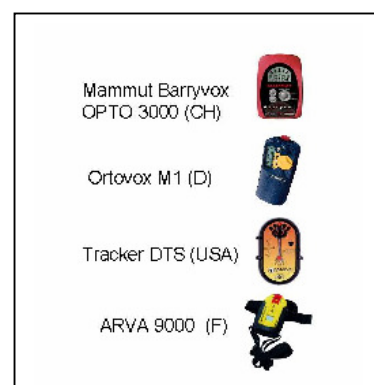 Mammut Barryvox
OPTO 3000 (CH)
Ortovox M1 (D)
Tracker DTS (USA)
ARVA 9000 (F)